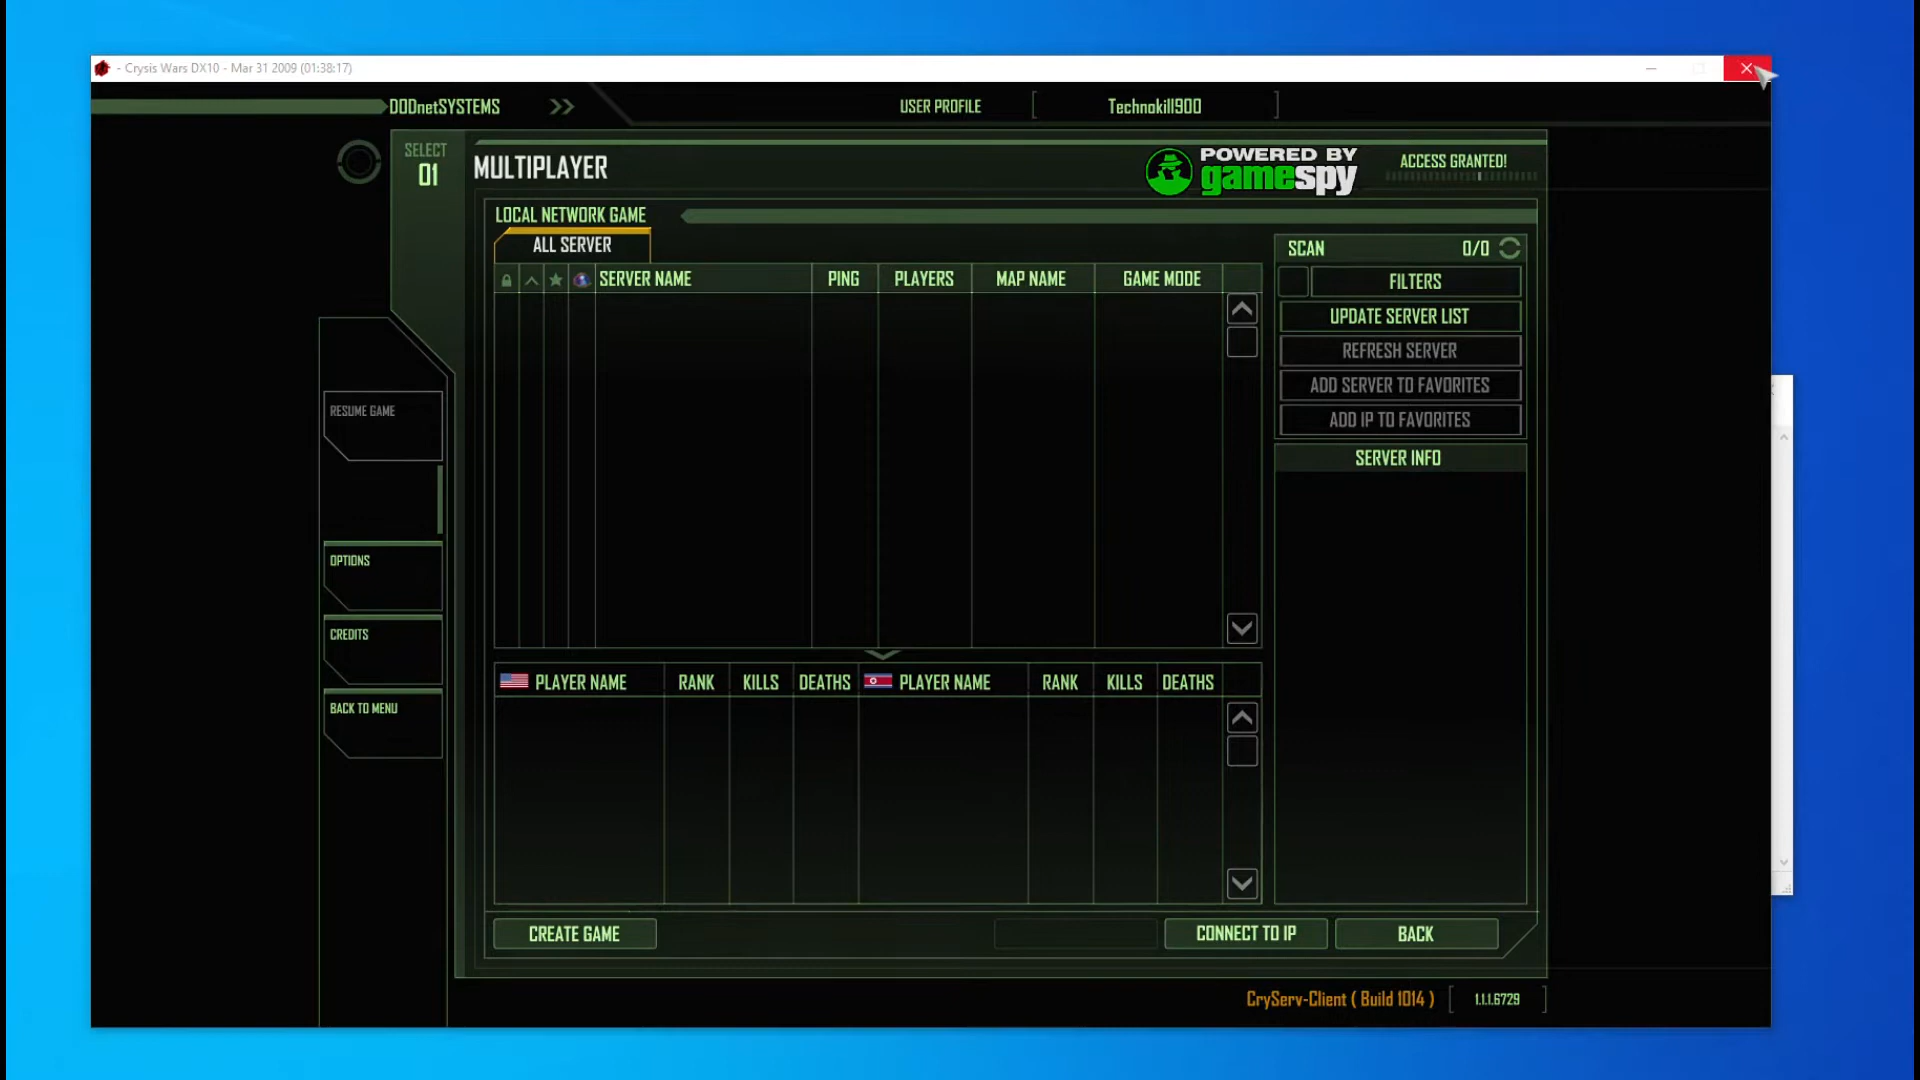 - Crysis Wars DX10 - Mar 31 2009 (01:38:17)
DODnetSYSTEMS
USER PROFILE
Technokill900
SELECT
01
MULTIPLAYER
POWERED BY
gamespy
ACCESS GRANTED!
LOCAL NETWORK GAME
ALL SERVER
SERVER NAME
PING
PLAYERS
MAP NAME
GAME MODE
SCAN
0/0
FILTERS
UPDATE SERVER LIST
REFRESH SERVER
ADD SERVER TO FAVORITES
ADD IP TO FAVORITES
SERVER INFO
RESUME GAME
OPTIONS
CREDITS
BACK TO MENU
PLAYER NAME
RANK
KILLS
DEATHS
PLAYER NAME
RANK
KILLS
DEATHS
CREATE GAME
CONNECT TO IP
BACK
CryServ-Client ( Build 1014 )
1.1.1.6729